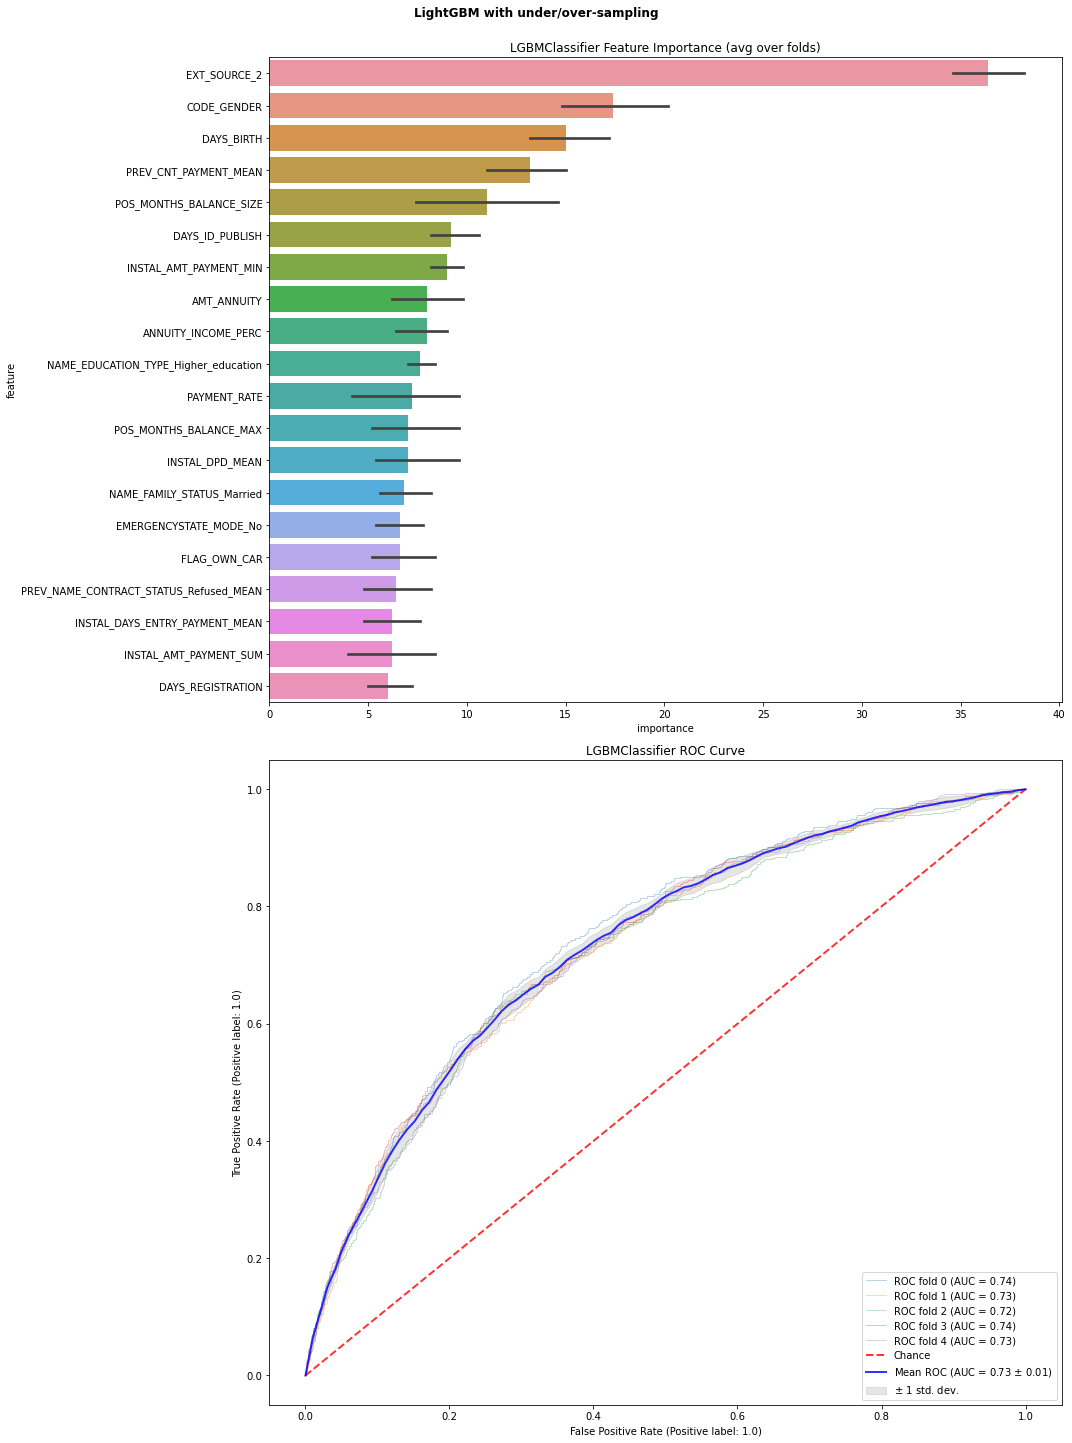 LightGBM with under/over-sampling
LGBMClassifier Feature Importance (avg over folds)
feature
EXT_SOURCE_2
CODE_GENDER
DAYS_BIRTH
PREV_CNT_PAYMENT_MEAN
POS_MONTHS_BALANCE_SIZE
DAYS_ID_PUBLISH
INSTAL_AMT_PAYMENT_MIN
AMT_ANNUITY
ANNUITY_INCOME_PERC
NAME_EDUCATION_TYPE_Higher_education
PAYMENT_RATE
POS_MONTHS_BALANCE_MAX
INSTAL_DPD_MEAN
NAME_FAMILY_STATUS_Married
EMERGENCYSTATE_MODE_No
FLAG_OWN_CAR
PREV_NAME_CONTRACT_STATUS_Refused_MEAN
INSTAL_DAYS_ENTRY_PAYMENT_MEAN
INSTAL_AMT_PAYMENT_SUM
DAYS_REGISTRATION
0 5 10 15 20 25 30 35 40
importance
LGBMClassifier ROC Curve
True Positive Rate (Positive label: 1.0)
1.0
0.8
0.6
0.4
0.2
0.0
ROC fold 0 (AUC = 0.74)
ROC fold 1 (AUC = 0.73)
ROC fold 2 (AUC = 0.72)
ROC fold 3 (AUC = 0.74)
ROC fold 4 (AUC = 0.73)
Chance
Mean ROC (AUC = 0.73 ± 0.01)
± 1 std. dev.
0.0 0.2 0.4 0.6 0.8 1.0
False Positive Rate (Positive label: 1.0)